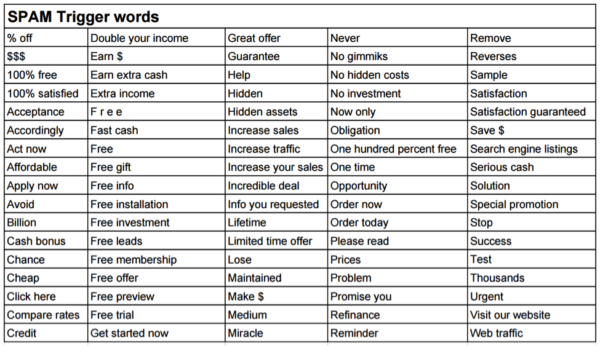 SPAM Trigger words
% off Double your income Great offer Never Remove
$$$ Earn $ Guarantee No gimmiks Reverses
100% free Earn extra cash Help No hidden costs Sample
100% satisfied Extra income Hidden No investment Satisfaction
Acceptance F r e e Hidden assets Now only Satisfaction guaranteed
Accordingly Fast cash Increase sales Obligation Save $
Act now Free Increase traffic One hundred percent free Search engine listings
Affordable Free gift Increase your sales One time Serious cash
Apply now Free info Incredible deal Opportunity Solution
Avoid Free installation Info you requested Order now Special promotion
Billion Free investment Lifetime Order today Stop
Cash bonus Free leads Limited time offer Please read Success
Chance Free membership Lose Prices Test
Cheap Free offer Maintained Problem Thousands
Click here Free preview Make $ Promise you Urgent
Compare rates Free trial Medium Refinance Visit our website
Credit Get started now Miracle Reminder Web traffic